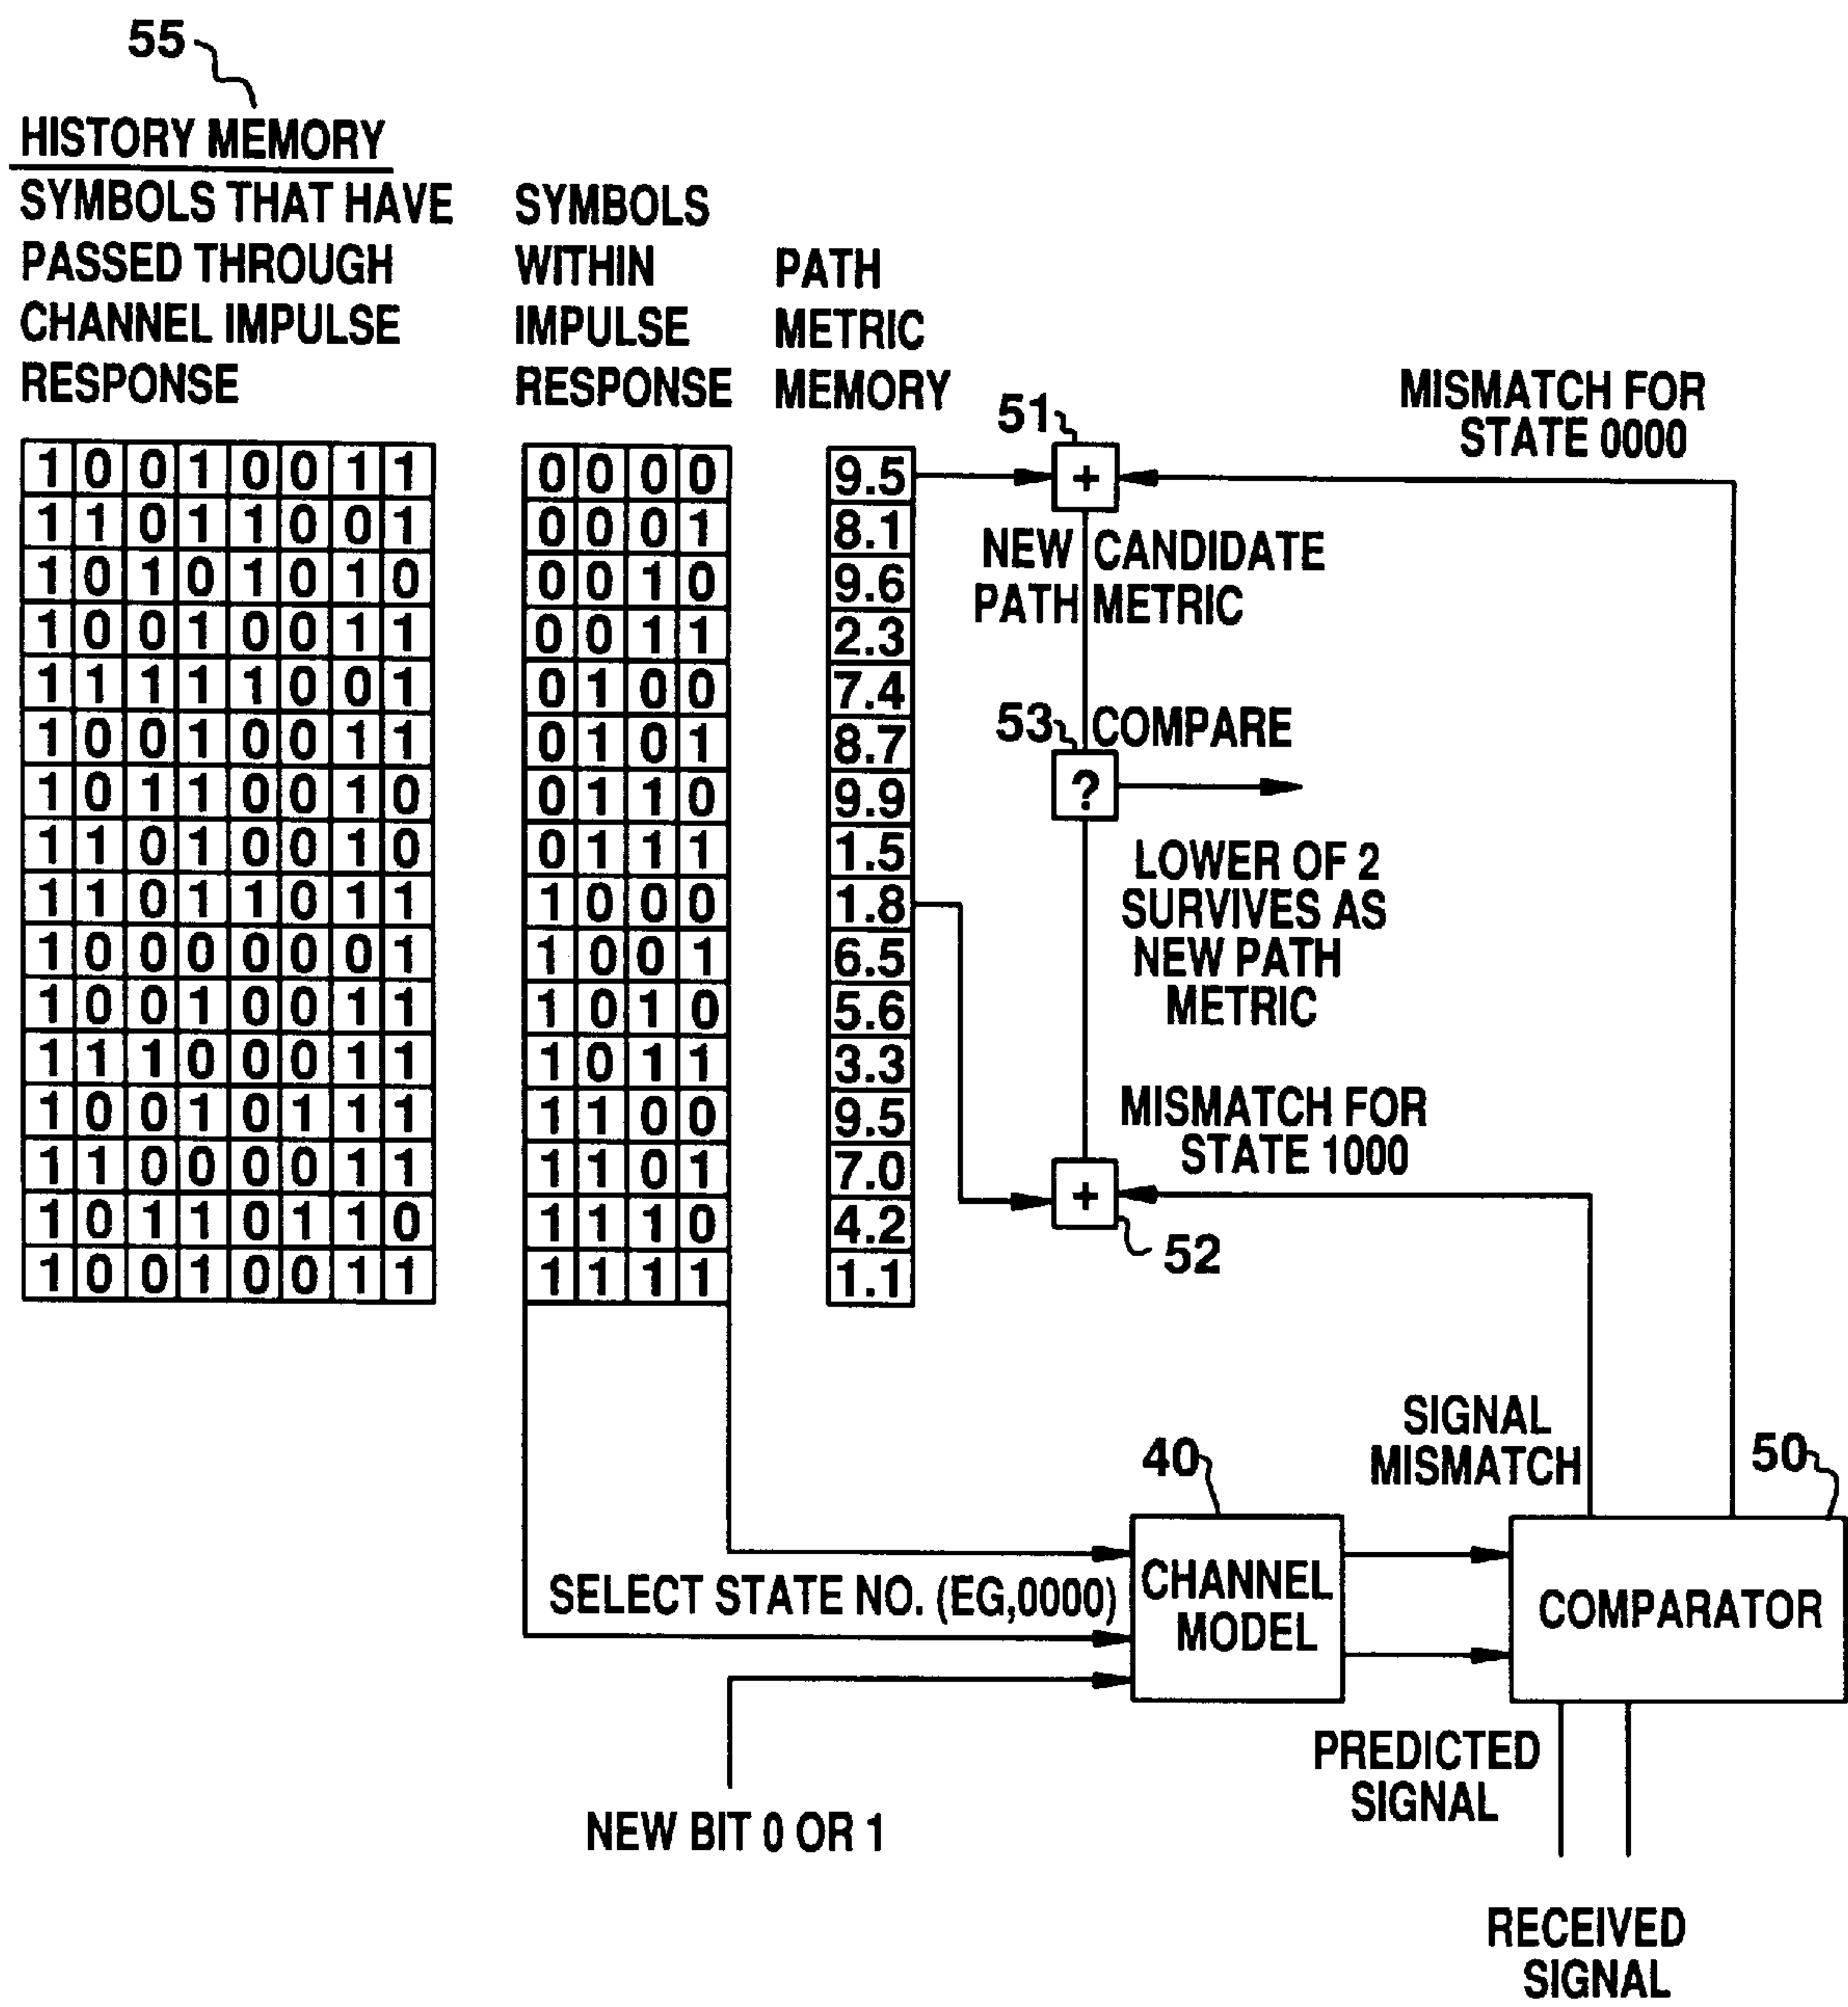 55
HISTORY MEMORY
SYMBOLS THAT HAVE
PASSED THROUGH
CHANNEL IMPULSE
RESPONSE
SYMBOLS
WITHIN
IMPULSE
RESPONSE
PATH
METRIC
MEMORY
1 0 0 1 0 0 1 1 0 0 0 0 9.5
1 1 0 1 1 0 0 1 0 0 0 1 8.1
1 0 1 0 1 0 1 0 0 0 1 0 9.6
1 0 0 1 0 0 1 1 0 0 1 1 2.3
1 1 1 1 1 0 0 1 0 1 0 0 7.4
1 0 0 1 0 0 1 1 0 1 0 1 8.7
1 0 1 1 0 0 1 0 0 1 1 0 9.9
1 1 0 1 0 0 1 0 0 1 1 1 1.5
1 1 0 1 1 0 1 1 1 0 0 0 1.8
1 0 0 0 0 0 0 1 1 0 0 1 6.5
1 0 0 1 0 0 1 1 1 0 1 0 5.6
1 1 1 0 0 0 1 1 1 0 1 1 3.3
1 0 0 1 0 1 1 1 1 1 0 0 9.5
1 1 0 0 0 0 1 1 1 1 0 1 7.0
1 0 1 1 0 1 1 0 1 1 1 0 4.2
1 0 0 1 0 0 1 1 1 1 1 1 1.1
51
+
MISMATCH FOR
STATE 0000
NEW CANDIDATE
PATH METRIC
53 COMPARE
?
LOWER OF 2
SURVIVES AS
NEW PATH
METRIC
MISMATCH FOR
STATE 1000
+
52
SIGNAL
MISMATCH
40
50
SELECT STATE NO. (EG,0000)
CHANNEL
MODEL
COMPARATOR
NEW BIT 0 OR 1
PREDICTED
SIGNAL
RECEIVED
SIGNAL